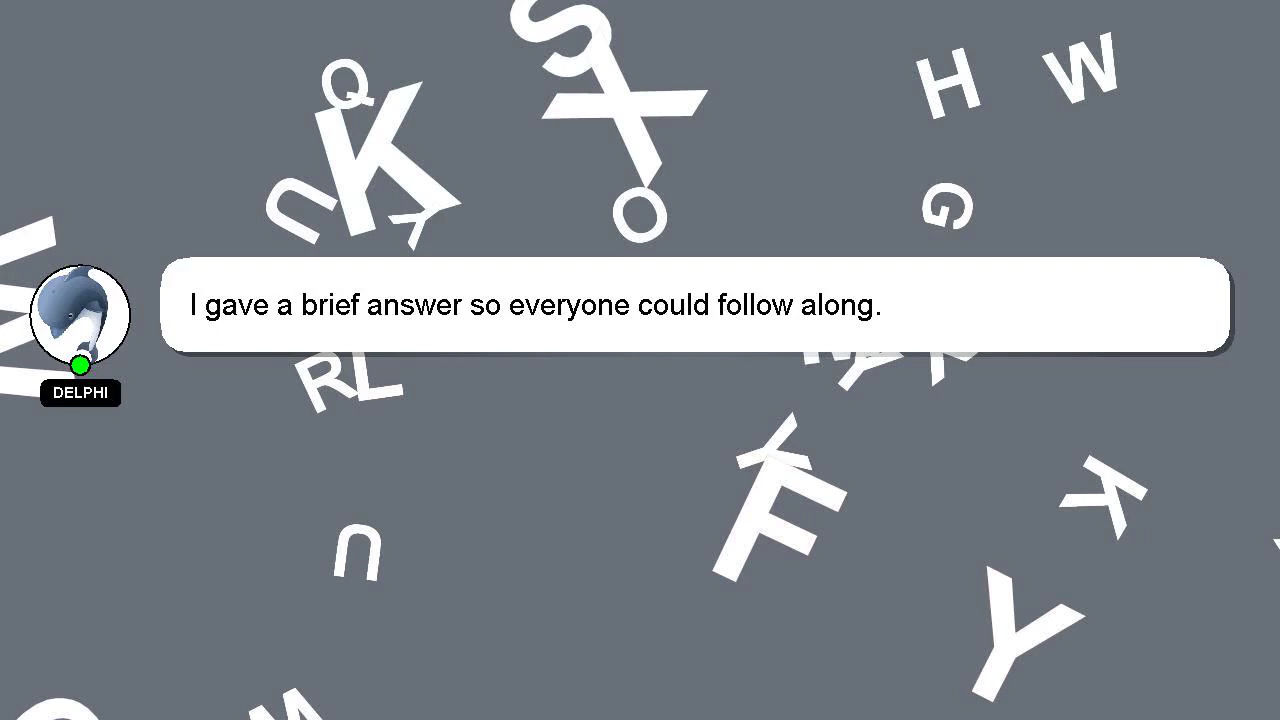 I gave a brief answer so everyone could follow along.
DELPHI
S
Q
K
X
H
W
U
Y
O
G
R
L
Y
F
K
U
Y
M